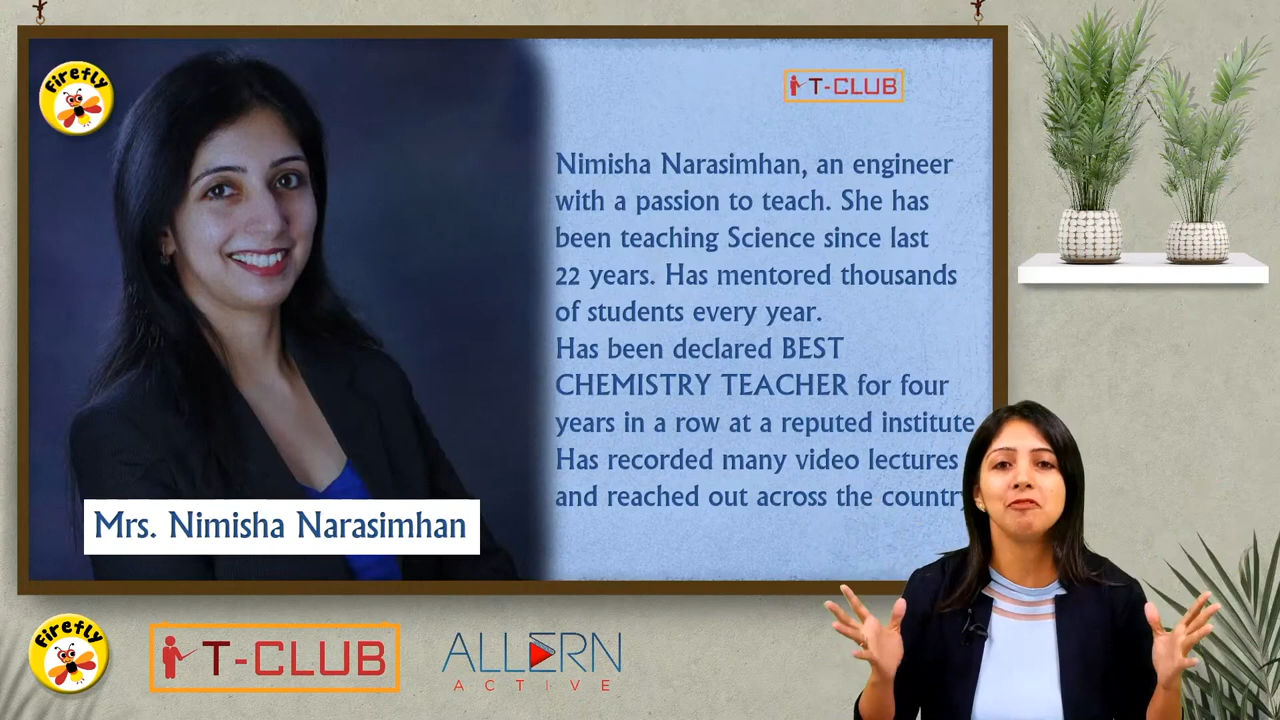 Firefly
T-CLUB
Nimisha Narasimhan, an engineer
with a passion to teach. She has
been teaching Science since last
22 years. Has mentored thousands
of students every year.
Has been declared BEST
CHEMISTRY TEACHER for four
years in a row at a reputed institute
Has recorded many video lectures
and reached out across the country
Mrs. Nimisha Narasimhan
Firefly
T-CLUB
ALLERN
ACTIVE